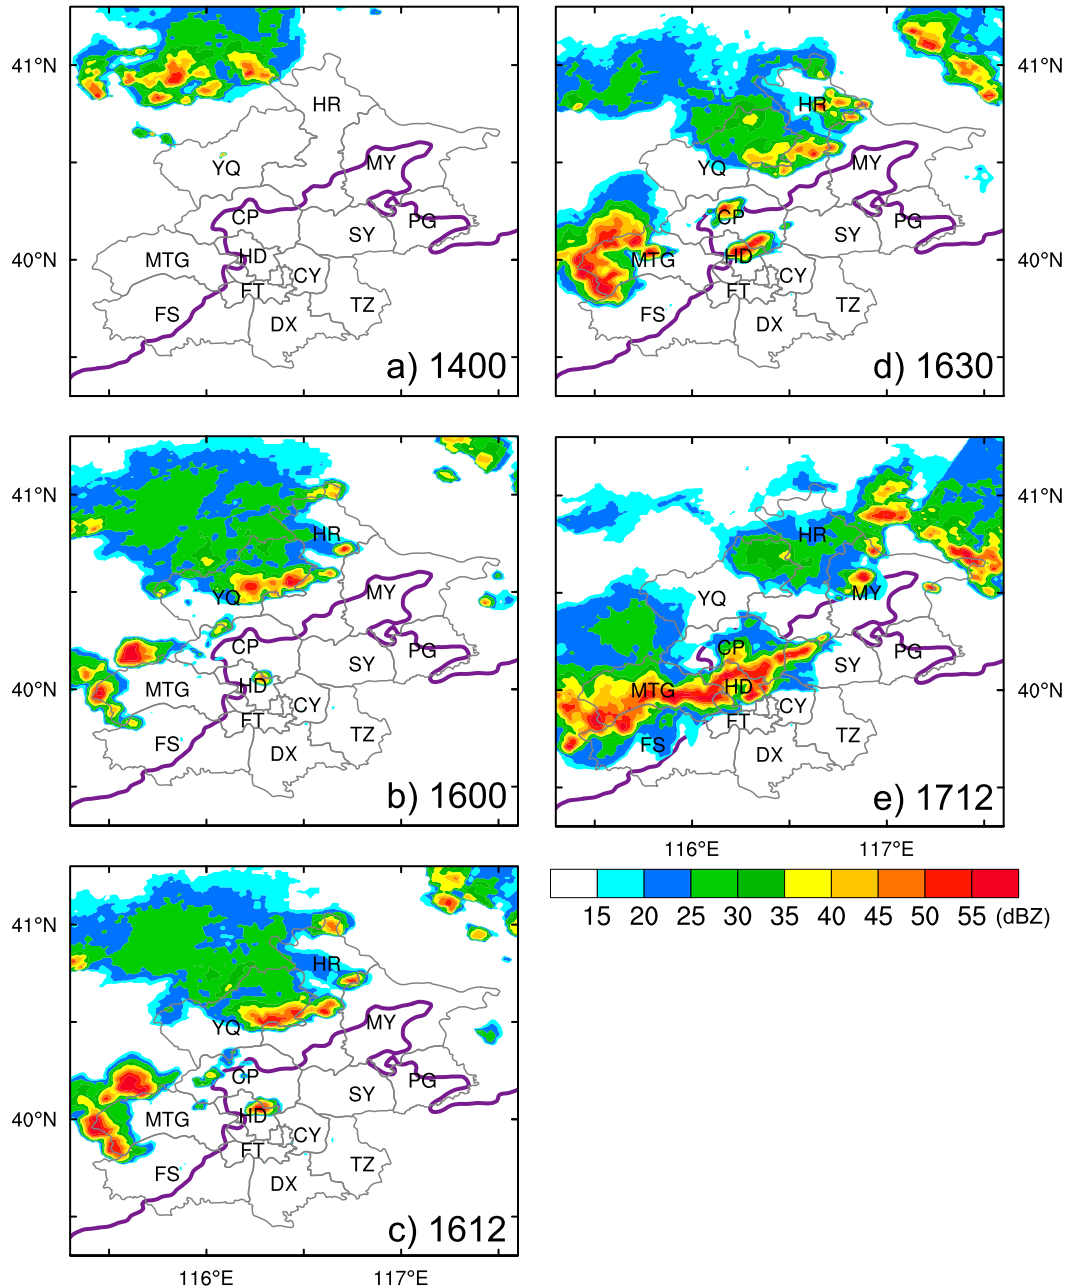 41°N
40°N
HR
MY
YQ
CP
PG
SY
MTG
HD
CY
FT
TZ
FS
DX
a) 1400
41°N
40°N
HR
MY
YQ
CP
PG
SY
MTG
HD
CY
FT
TZ
FS
DX
d) 1630
41°N
40°N
HR
MY
YQ
CP
PG
SY
MTG
HD
CY
FT
TZ
FS
DX
b) 1600
41°N
40°N
HR
MY
YQ
CP
PG
SY
MTG
HD
CY
FT
TZ
FS
DX
e) 1712
116°E 117°E
15 20 25 30 35 40 45 50 55 (dBZ)
41°N
40°N
HR
MY
YQ
CP
PG
SY
MTG
HD
CY
FT
TZ
FS
DX
c) 1612
116°E 117°E